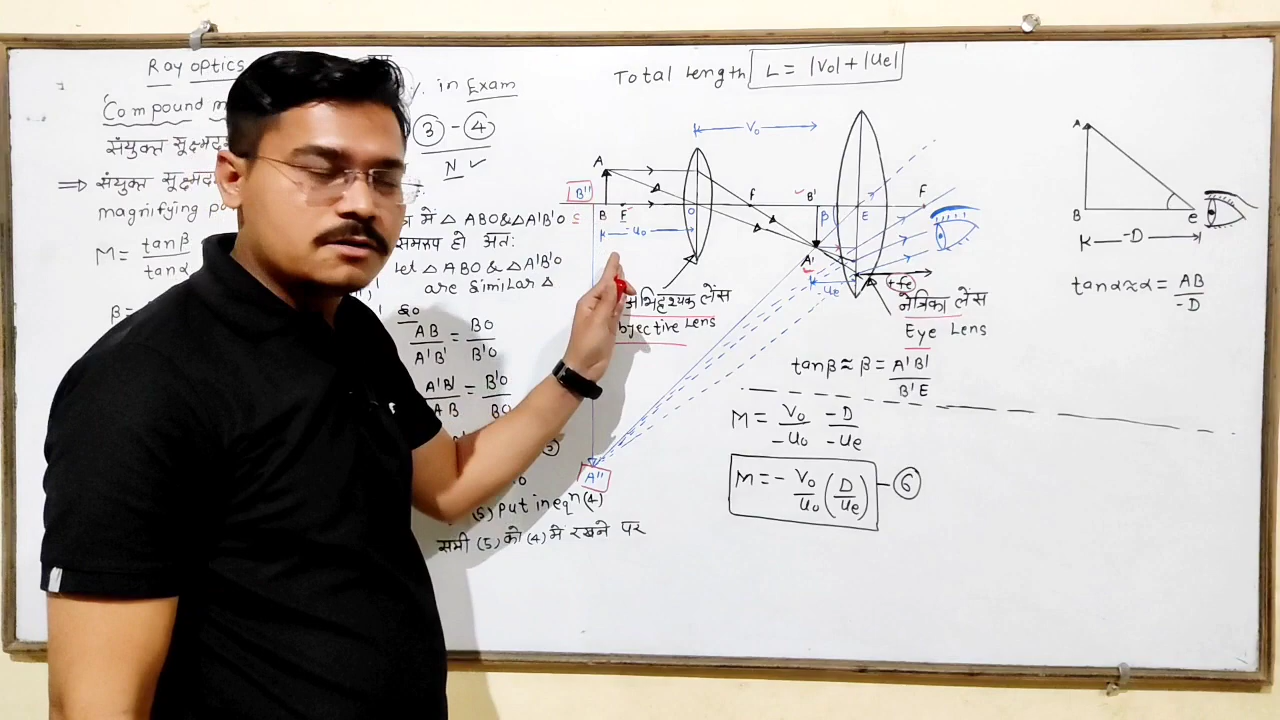 Ray optics
Compound m
संयुक्त सूक्ष्मद
⇒ संयुक्त सूक्ष्मद
magnifying po
M = tanβ/tanα
β =
% in Exam
③ - ④
N ✓
त्र में △ ABO & △ A'B'O
समरूप हो अतः
Let △ ABO & △ A'B'O
are similar △
AB/A'B' = BO/B'O
A'B'/AB = B'O/BO
(5) Put in eqⁿ (4)
समी (5) को (4) में रखने पर
Total Length L = |Vo| + |ue|
Vo
A
B''
B
F
-uo
O
F
B'
A'
β
E
F
ue
+fe
A''
अभिदृश्यक लेंस
bjective Lens
नेत्रिका लेंस
Eye Lens
tanβ ≈ β = A'B'/B'E
M = Vo/-uo -D/-ue
M = - Vo/uo (D/ue) - ⑥
A
B
e
-D
tanα ≈ α = AB/-D